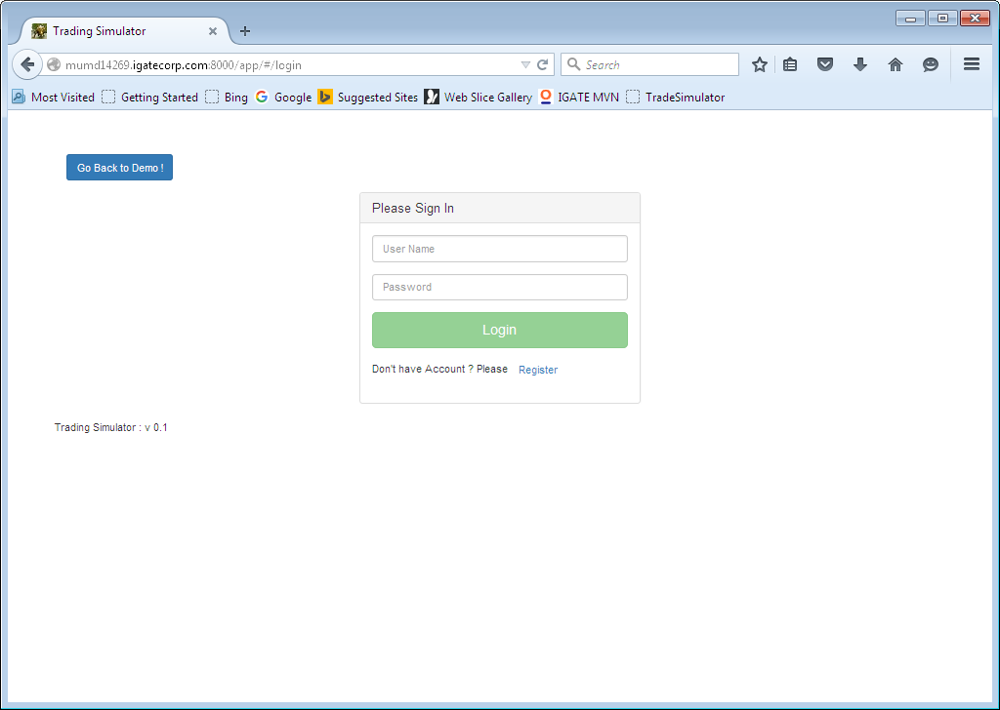 Trading Simulator
mumd14269.igatecorp.com:8000/app/#/login
Search
Most Visited Getting Started Bing Google Suggested Sites Web Slice Gallery IGATE MVN TradeSimulator
Go Back to Demo !
Please Sign In
User Name
Password
Login
Don't have Account ? Please Register
Trading Simulator : v 0.1